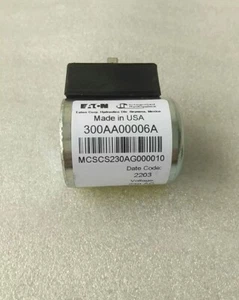 EATON
Made in USA
300AA00006A
MCSCS230AG000010
Date Code:
2203